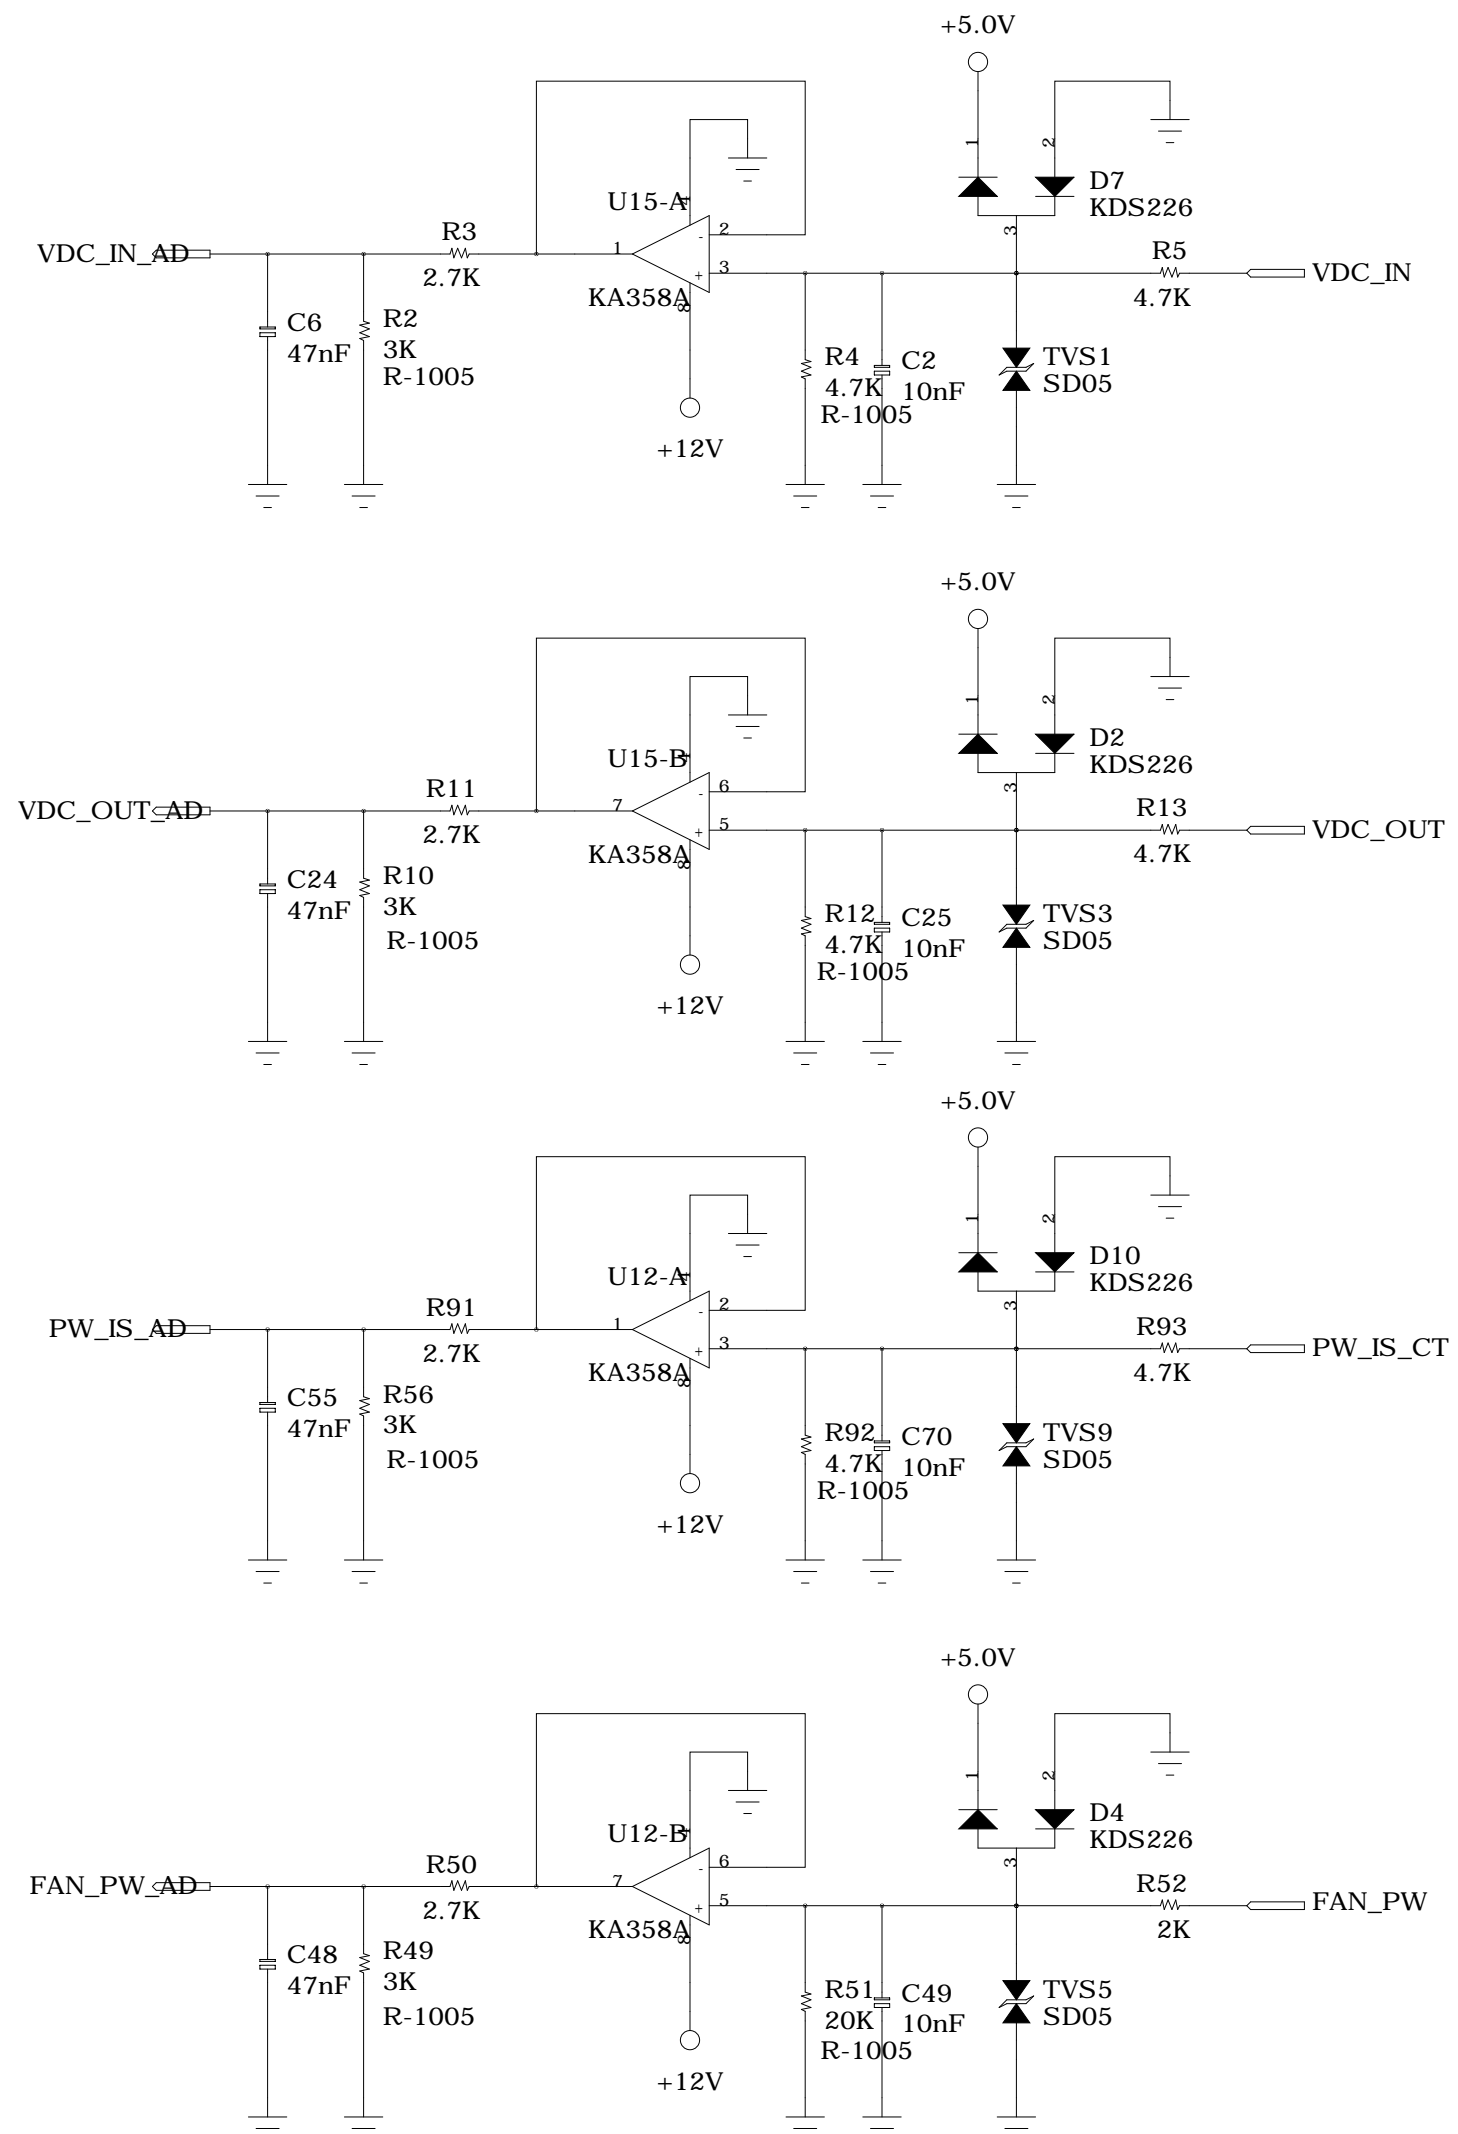 +5.0V
1
2
D7
KDS226
3
U15-A
4
2
-
3
+
1
KA358A
8
+12V
VDC_IN_AD
R3
2.7K
C6
47nF
R2
3K
R-1005
R4
4.7K
R-1005
C2
10nF
TVS1
SD05
R5
4.7K
VDC_IN
+5.0V
1
2
D2
KDS226
3
U15-B
4
6
-
5
+
7
KA358A
8
+12V
VDC_OUT_AD
R11
2.7K
C24
47nF
R10
3K
R-1005
R12
4.7K
R-1005
C25
10nF
TVS3
SD05
R13
4.7K
VDC_OUT
+5.0V
1
2
D10
KDS226
3
U12-A
4
2
-
3
+
1
KA358A
8
+12V
PW_IS_AD
R91
2.7K
C55
47nF
R56
3K
R-1005
R92
4.7K
R-1005
C70
10nF
TVS9
SD05
R93
4.7K
PW_IS_CT
+5.0V
1
2
D4
KDS226
3
U12-B
4
6
-
5
+
7
KA358A
8
+12V
FAN_PW_AD
R50
2.7K
C48
47nF
R49
3K
R-1005
R51
20K
R-1005
C49
10nF
TVS5
SD05
R52
2K
FAN_PW